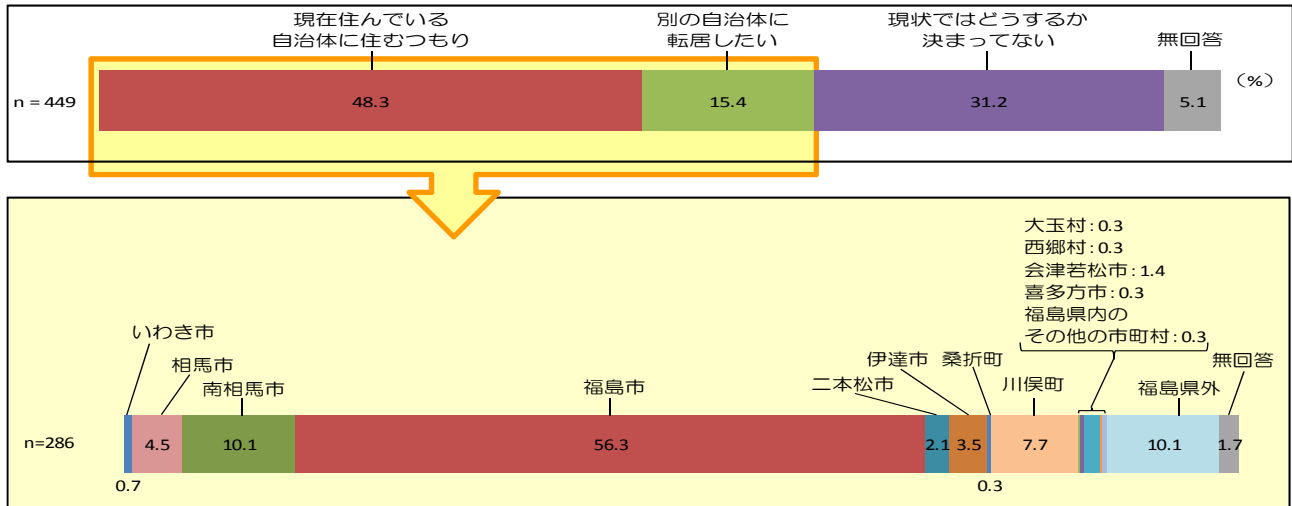 現在住んでいる
自治体に住むつもり
別の自治体に
転居したい
現状ではどうするか
決まってない
無回答
(%)
n = 449
48.3
15.4
31.2
5.1
大玉村:0.3
西郷村:0.3
会津若松市:1.4
喜多方市:0.3
福島県内の
その他の市町村:0.3
いわき市
相馬市
南相馬市
福島市
二本松市
伊達市
桑折町
川俣町
福島県外
無回答
n=286
4.5
10.1
56.3
2.1
3.5
7.7
10.1
1.7
0.7
0.3